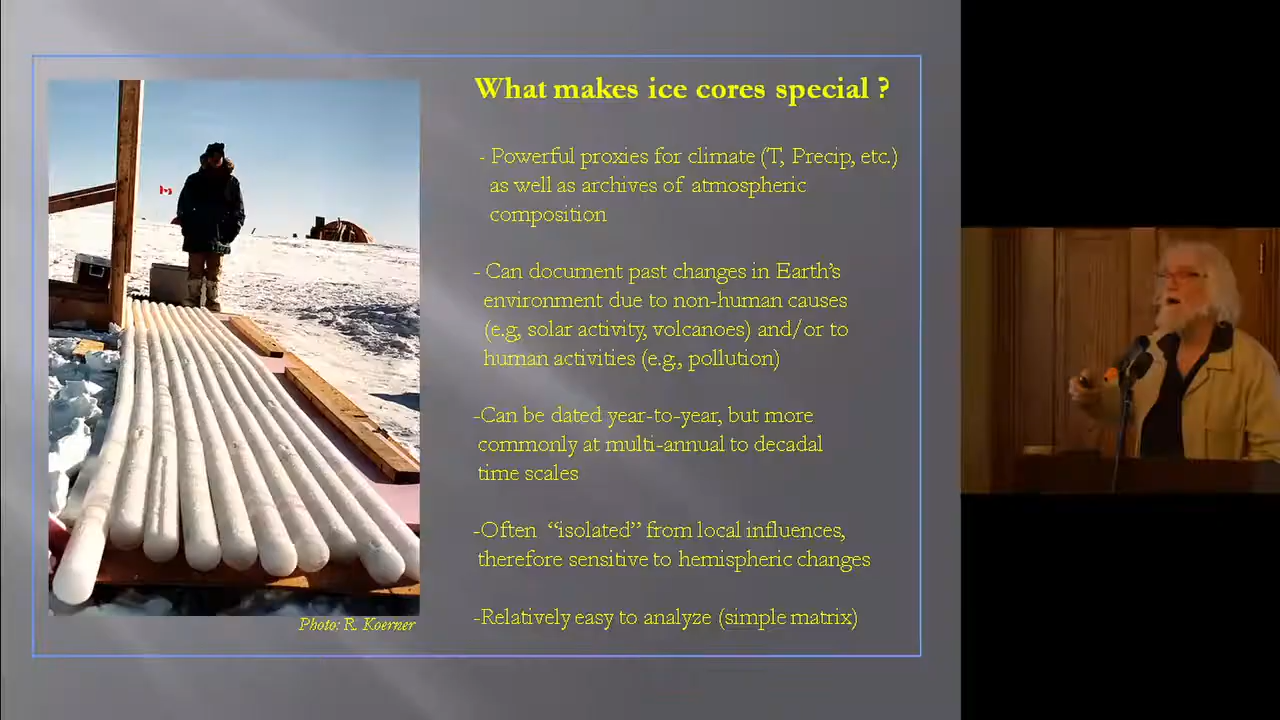 What makes ice cores special ?
- Powerful proxies for climate (T, Precip, etc.)
as well as archives of atmospheric
composition
- Can document past changes in Earth's
environment due to non-human causes
(e.g, solar activity, volcanoes) and/or to
human activities (e.g., pollution)
-Can be dated year-to-year, but more
commonly at multi-annual to decadal
time scales
-Often “isolated” from local influences,
therefore sensitive to hemispheric changes
-Relatively easy to analyze (simple matrix)
Photo: R. Koerner